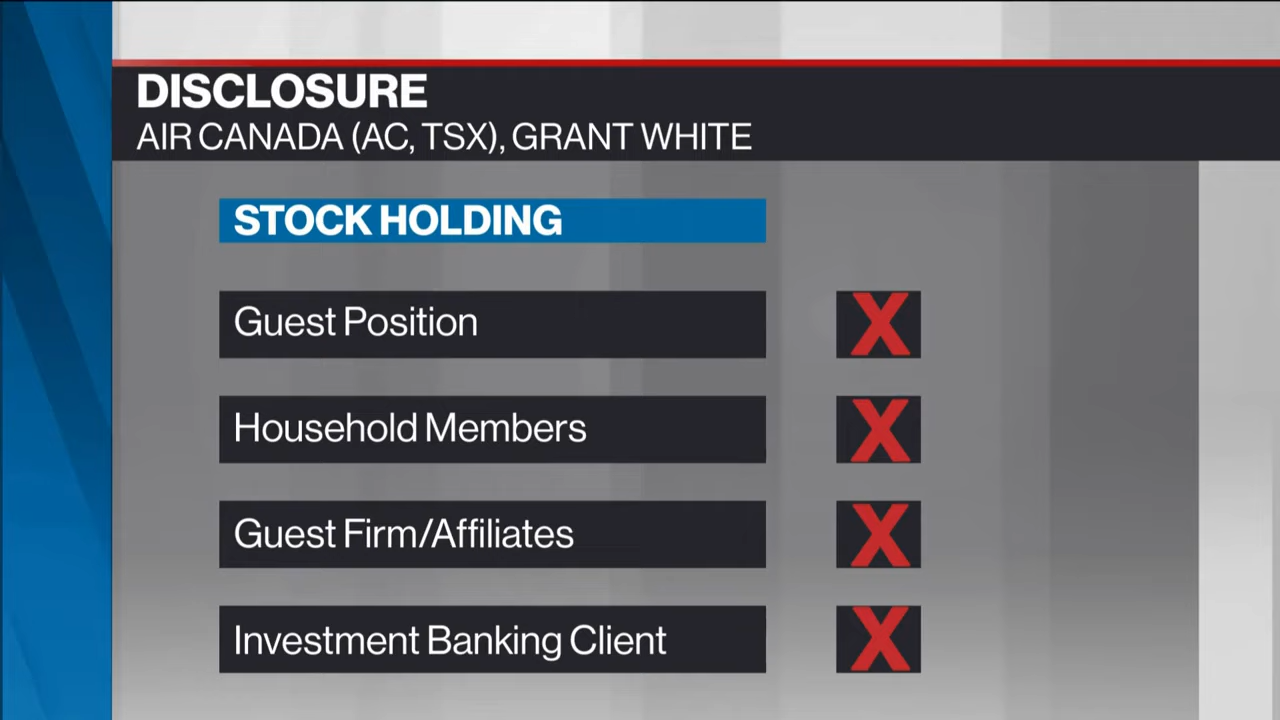 DISCLOSURE
AIR CANADA (AC, TSX), GRANT WHITE
STOCK HOLDING
Guest Position X
Household Members X
Guest Firm/Affiliates X
Investment Banking Client X